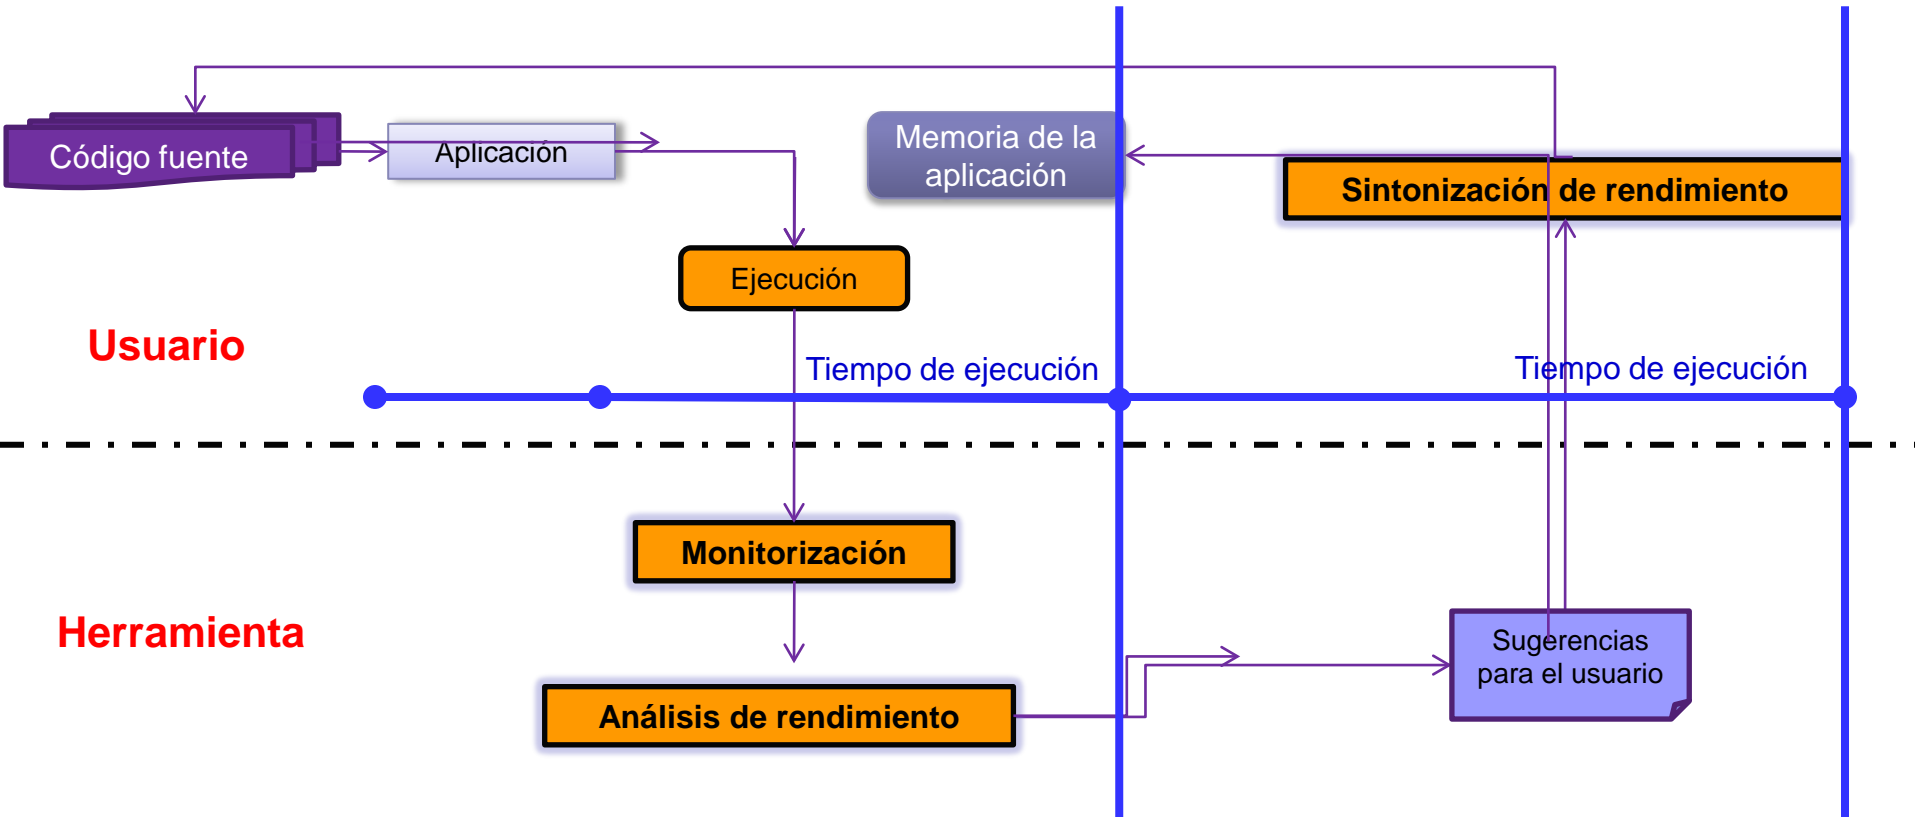 Código fuente
Aplicación
Memoria de la
aplicación
Sintonización de rendimiento
Ejecución
Usuario
Tiempo de ejecución
Tiempo de ejecución
Monitorización
Herramienta
Sugerencias
para el usuario
Análisis de rendimiento